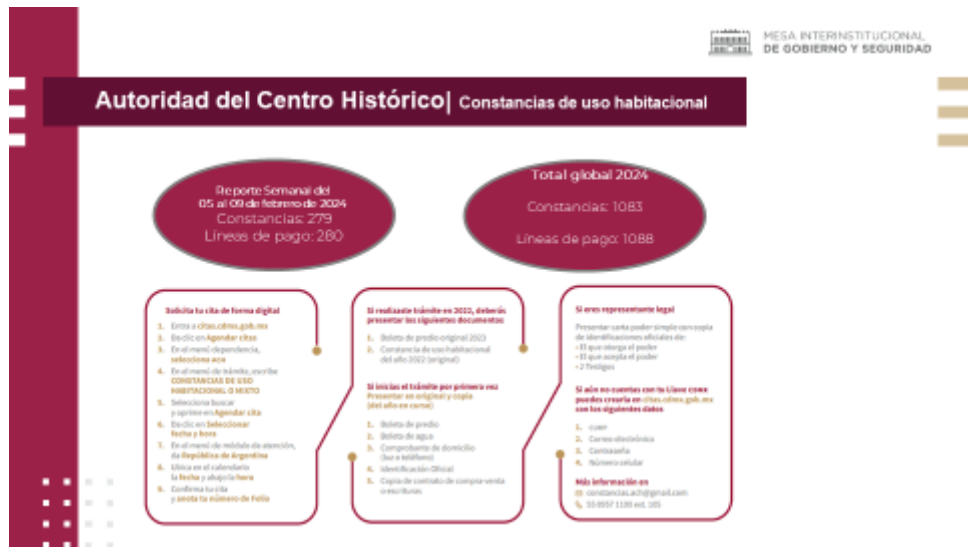 MESA INTERINSTITUCIONAL
DE GOBIERNO Y SEGURIDAD
Autoridad del Centro Histórico| Constancias de uso habitacional
Reporte Semanal del
05 al 09 de febrero de 2024
Constancias: 279
Líneas de pago: 280
Total global 2024
Constancias: 1083
Líneas de pago: 1088
Solicita tu cita de forma digital
1. Entra a citas.cdmx.gob.mx
2. Da clic en Agendar citas
3. En el menú dependencia,
selecciona ACH
4. En el menú de trámite, escribe
CONSTANCIAS DE USO
HABITACIONAL O MIXTO
5. Selecciona buscar
y oprime en Agendar cita
6. Da clic en Seleccionar
fecha y hora
7. En el menú de módulo de atención,
da República de Argentina
8. Ubica en el calendario
la fecha y abajo la hora
9. Confirma tu cita
y anota tu número de Folio
Si realizaste trámite en 2022, deberás
presentar los siguientes documentos
1. Boleta de predio original 2023
2. Constancia de uso habitacional
del año 2022 (original)
Si inicias el trámite por primera vez
Presentar en original y copia
(del año en curso)
1. Boleta de predio
2. Boleta de agua
3. Comprobante de domicilio
(luz o teléfono)
4. Identificación Oficial
5. Copia de contrato de compra-venta
o escrituras
Si eres representante legal
Presentar carta poder simple con copia
de identificaciones oficiales de:
• El que otorga el poder
• El que acepta el poder
• 2 Testigos
Si aún no cuentas con tu Llave CDMX
puedes crearla en citas.cdmx.gob.mx
con los siguientes datos
1. CURP
2. Correo electrónico
3. Contraseña
4. Número celular
Más información en
constancias.ach@gmail.com
55 8957 1100 ext. 105